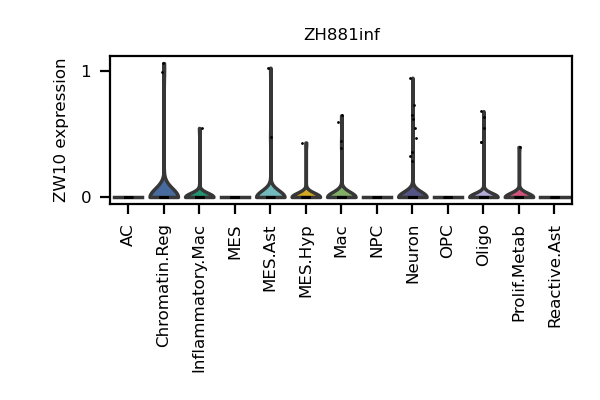 ZH881inf
ZW10 expression
1
0
AC
Chromatin.Reg
Inflammatory.Mac
MES
MES.Ast
MES.Hyp
Mac
NPC
Neuron
OPC
Oligo
Prolif.Metab
Reactive.Ast